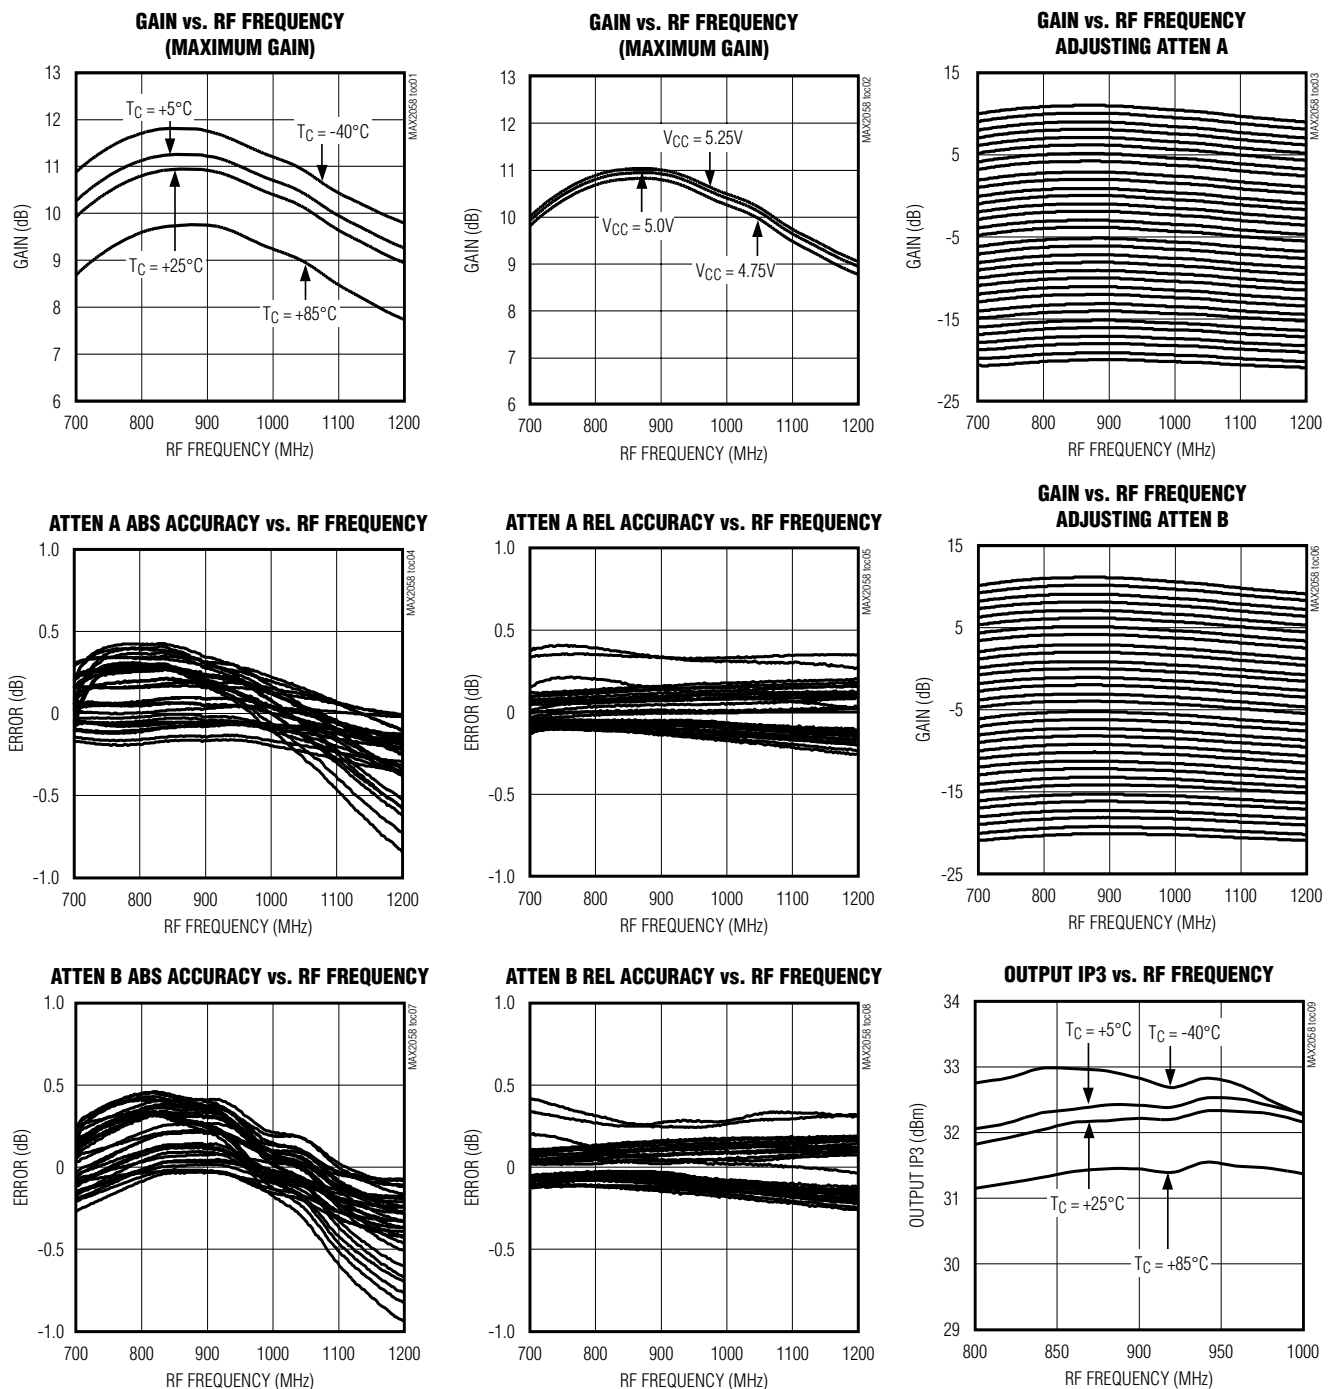 GAIN vs. RF FREQUENCY
(MAXIMUM GAIN)
13
12
11
10
9
8
7
6
GAIN (dB)
TC = +5°C
TC = -40°C
TC = +25°C
TC = +85°C
700 800 900 1000 1100 1200
RF FREQUENCY (MHz)
MAX2058 toc01
GAIN vs. RF FREQUENCY
(MAXIMUM GAIN)
13
12
11
10
9
8
7
6
GAIN (dB)
VCC = 5.25V
VCC = 5.0V
VCC = 4.75V
700 800 900 1000 1100 1200
RF FREQUENCY (MHz)
MAX2058 toc02
GAIN vs. RF FREQUENCY
ADJUSTING ATTEN A
15
5
-5
-15
-25
GAIN (dB)
700 800 900 1000 1100 1200
RF FREQUENCY (MHz)
MAX2058 toc03
ATTEN A ABS ACCURACY vs. RF FREQUENCY
1.0
0.5
0
-0.5
-1.0
ERROR (dB)
700 800 900 1000 1100 1200
RF FREQUENCY (MHz)
MAX2058 toc04
ATTEN A REL ACCURACY vs. RF FREQUENCY
1.0
0.5
0
-0.5
-1.0
ERROR (dB)
700 800 900 1000 1100 1200
RF FREQUENCY (MHz)
MAX2058 toc05
GAIN vs. RF FREQUENCY
ADJUSTING ATTEN B
15
5
-5
-15
-25
GAIN (dB)
700 800 900 1000 1100 1200
RF FREQUENCY (MHz)
MAX2058 toc06
ATTEN B ABS ACCURACY vs. RF FREQUENCY
1.0
0.5
0
-0.5
-1.0
ERROR (dB)
700 800 900 1000 1100 1200
RF FREQUENCY (MHz)
MAX2058 toc07
ATTEN B REL ACCURACY vs. RF FREQUENCY
1.0
0.5
0
-0.5
-1.0
ERROR (dB)
700 800 900 1000 1100 1200
RF FREQUENCY (MHz)
MAX2058 toc08
OUTPUT IP3 vs. RF FREQUENCY
34
33
32
31
30
29
OUTPUT IP3 (dBm)
TC = +5°C
TC = -40°C
TC = +25°C
TC = +85°C
800 850 900 950 1000
RF FREQUENCY (MHz)
MAX2058 toc09